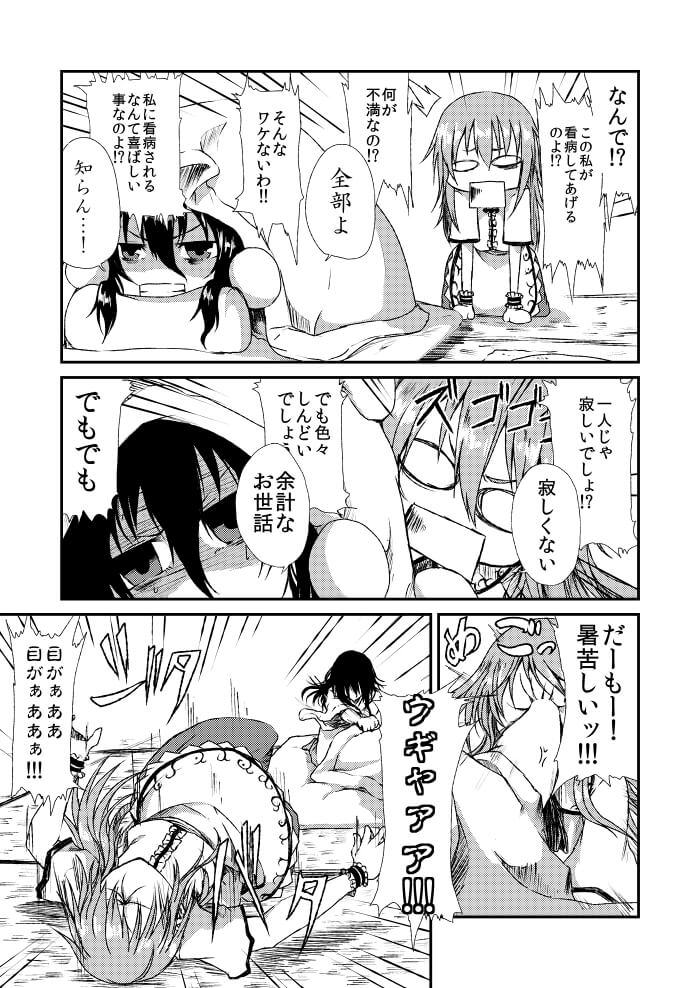 なんで!?
この私が
看病してあげる
のよ!?
何が
不満なの!?
全部よ
そんな
ワケないわ!!
私に看病される
なんて喜ばしい
事なのよ!?
知らん…!
一人じゃ
寂しいでしょ!?
寂しくない
ズゴゴゴ
でも色々
しんどい
でしょう
余計な
お世話
でもでも
だーもー!
暑苦しいッ!!!
ウギャァァァ!!!
ジタ
バタ
目がぁああ
目がぁああぁ!!!